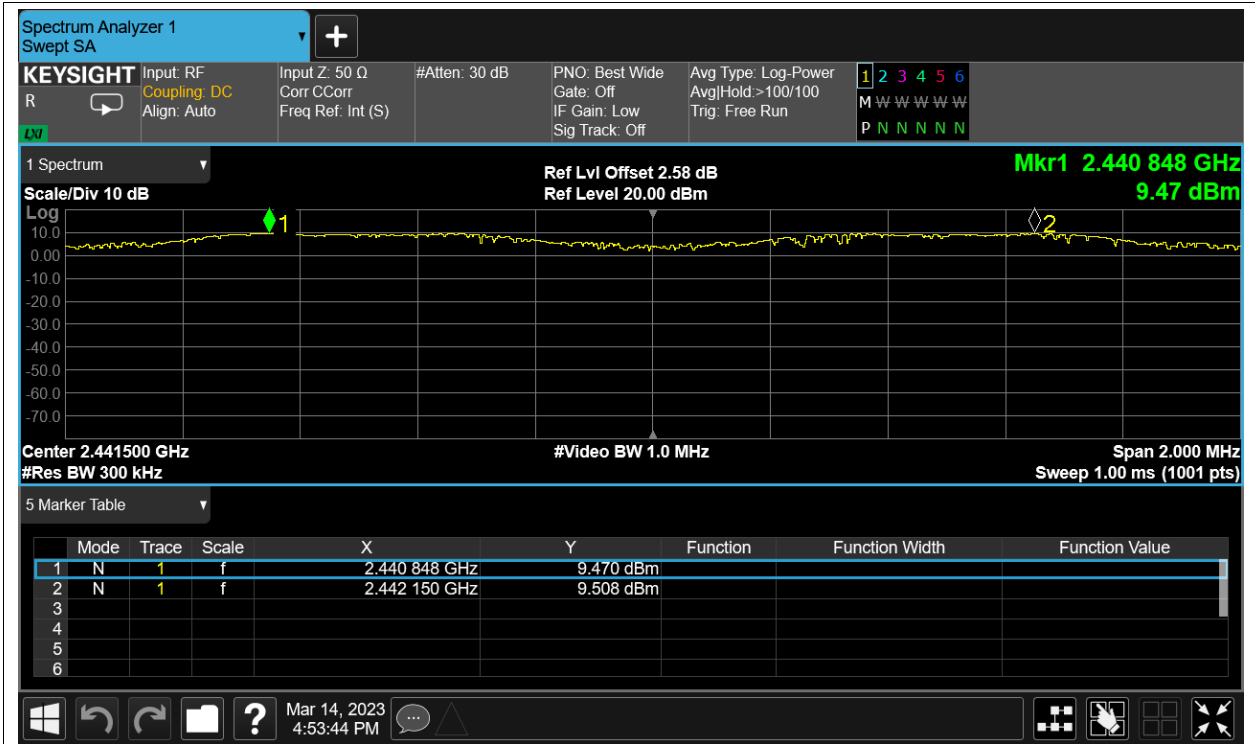 Spectrum Analyzer 1
Swept SA
KEYSIGHT
R
LXI
Input: RF
Coupling: DC
Align: Auto
Input Z: 50 Ω
Corr CCorr
Freq Ref: Int (S)
#Atten: 30 dB
PNO: Best Wide
Gate: Off
IF Gain: Low
Sig Track: Off
Avg Type: Log-Power
Avg|Hold:>100/100
Trig: Free Run
1 2 3 4 5 6
M W W W W W
P N N N N N
1 Spectrum
Scale/Div 10 dB
Ref Lvl Offset 2.58 dB
Ref Level 20.00 dBm
Mkr1 2.440 848 GHz
9.47 dBm
Log
1
2
10.0
0.00
-10.0
-20.0
-30.0
-40.0
-50.0
-60.0
-70.0
Center 2.441500 GHz
#Video BW 1.0 MHz
Span 2.000 MHz
#Res BW 300 kHz
Sweep 1.00 ms (1001 pts)
5 Marker Table
Mode Trace Scale X Y Function Function Width Function Value
1 N 1 f 2.440 848 GHz 9.470 dBm
2 N 1 f 2.442 150 GHz 9.508 dBm
3
4
5
6
?
Mar 14, 2023
4:53:44 PM